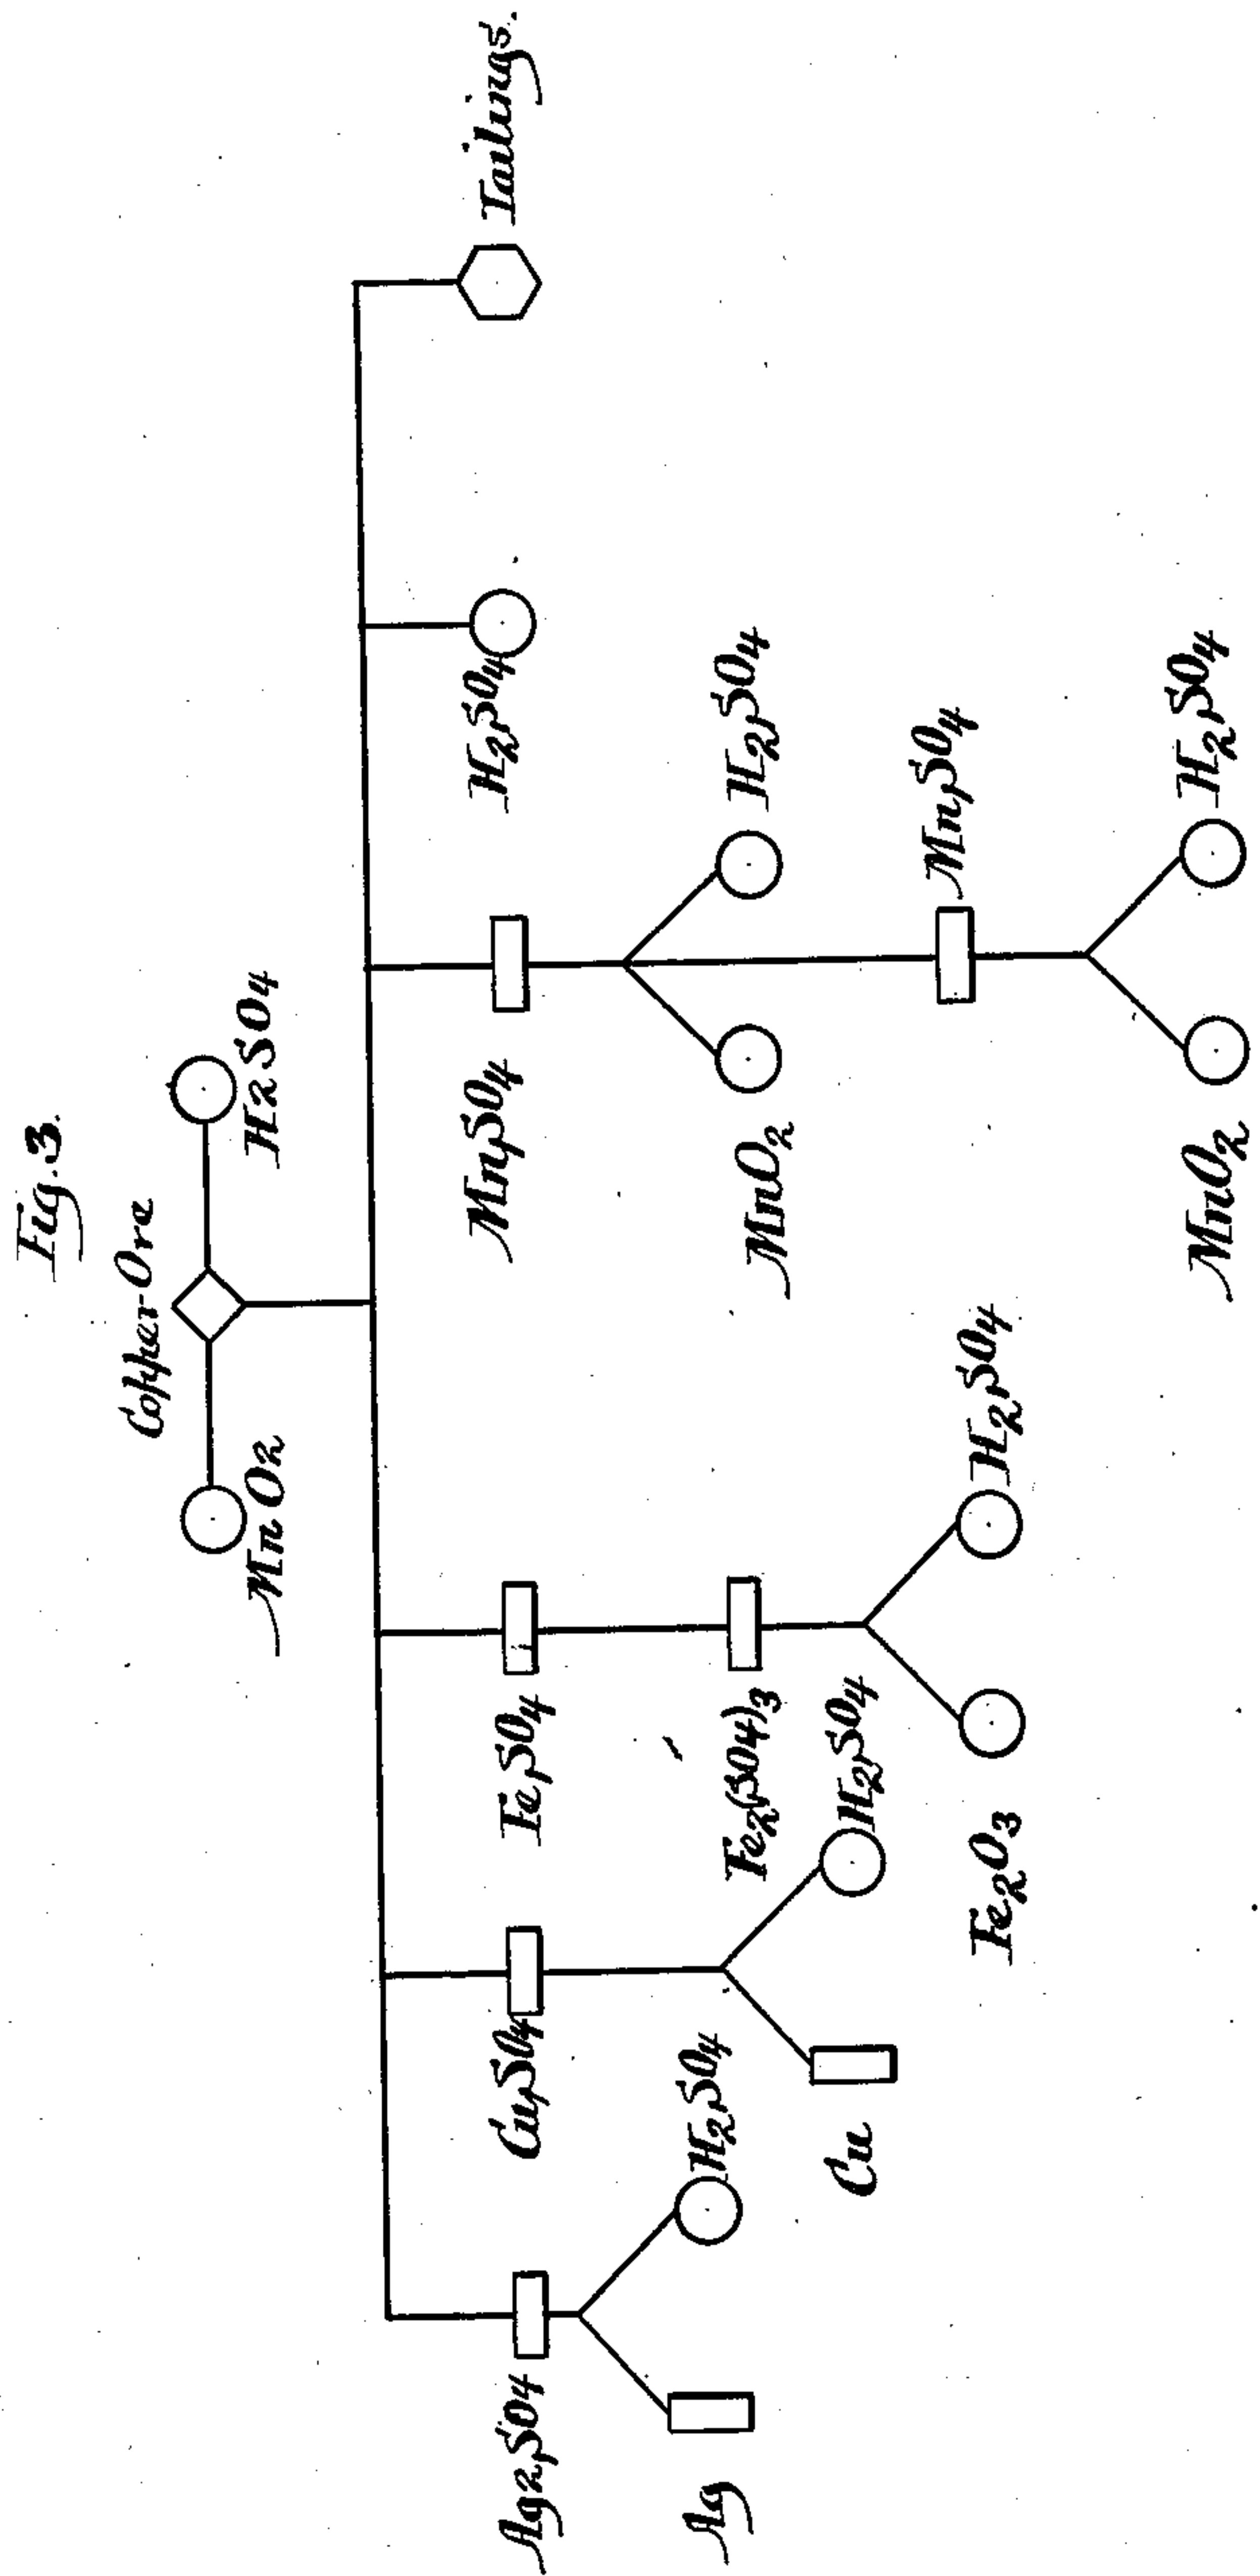 Fig. 3.
Copper-Ore
MnO2
H2SO4
Ag2SO4
CuSO4
FeSO4
MnSO4
H2SO4
Tailings.
Ag
H2SO4
Cu
H2SO4
Fe2(SO4)3
Fe2O3
H2SO4
MnO2
H2SO4
MnSO4
MnO2
H2SO4